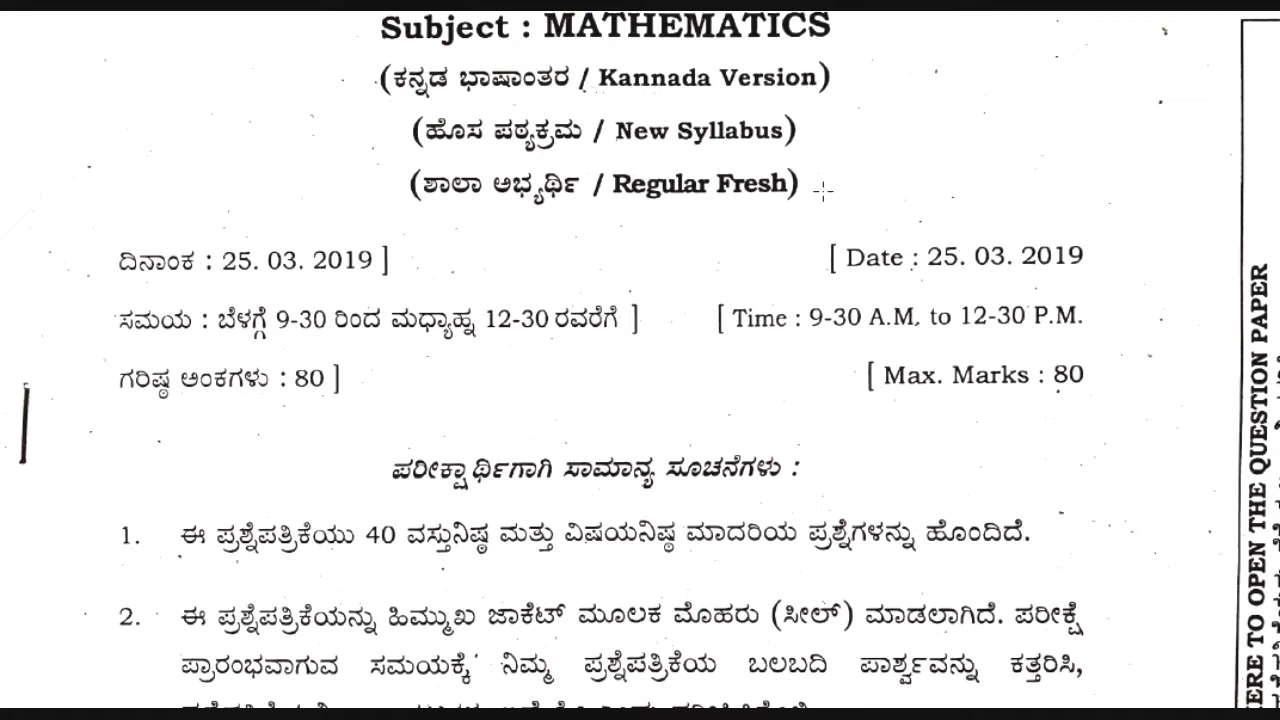 Subject : MATHEMATICS
(ಕನ್ನಡ ಭಾಷಾಂತರ / Kannada Version)
(ಹೊಸ ಪಠ್ಯಕ್ರಮ / New Syllabus)
(ಶಾಲಾ ಅಭ್ಯರ್ಥಿ / Regular Fresh)
ದಿನಾಂಕ : 25. 03. 2019 ] [ Date : 25. 03. 2019
ಸಮಯ : ಬೆಳಗ್ಗೆ 9-30 ರಿಂದ ಮಧ್ಯಾಹ್ನ 12-30 ರವರೆಗೆ ] [ Time : 9-30 A.M. to 12-30 P.M.
ಗರಿಷ್ಠ ಅಂಕಗಳು : 80 ] [ Max. Marks : 80
ಪರೀಕ್ಷಾರ್ಥಿಗಾಗಿ ಸಾಮಾನ್ಯ ಸೂಚನೆಗಳು :
1. ಈ ಪ್ರಶ್ನೆಪತ್ರಿಕೆಯು 40 ವಸ್ತುನಿಷ್ಠ ಮತ್ತು ವಿಷಯನಿಷ್ಠ ಮಾದರಿಯ ಪ್ರಶ್ನೆಗಳನ್ನು ಹೊಂದಿದೆ.
2. ಈ ಪ್ರಶ್ನೆಪತ್ರಿಕೆಯನ್ನು ಹಿಮ್ಮುಖ ಜಾಕೆಟ್ ಮೂಲಕ ಮೊಹರು (ಸೀಲ್) ಮಾಡಲಾಗಿದೆ. ಪರೀಕ್ಷೆ
ಪ್ರಾರಂಭವಾಗುವ ಸಮಯಕ್ಕೆ ನಿಮ್ಮ ಪ್ರಶ್ನೆಪತ್ರಿಕೆಯ ಬಲಬದಿ ಪಾರ್ಶ್ವವನ್ನು ಕತ್ತರಿಸಿ,
HERE TO OPEN THE QUESTION PAPER